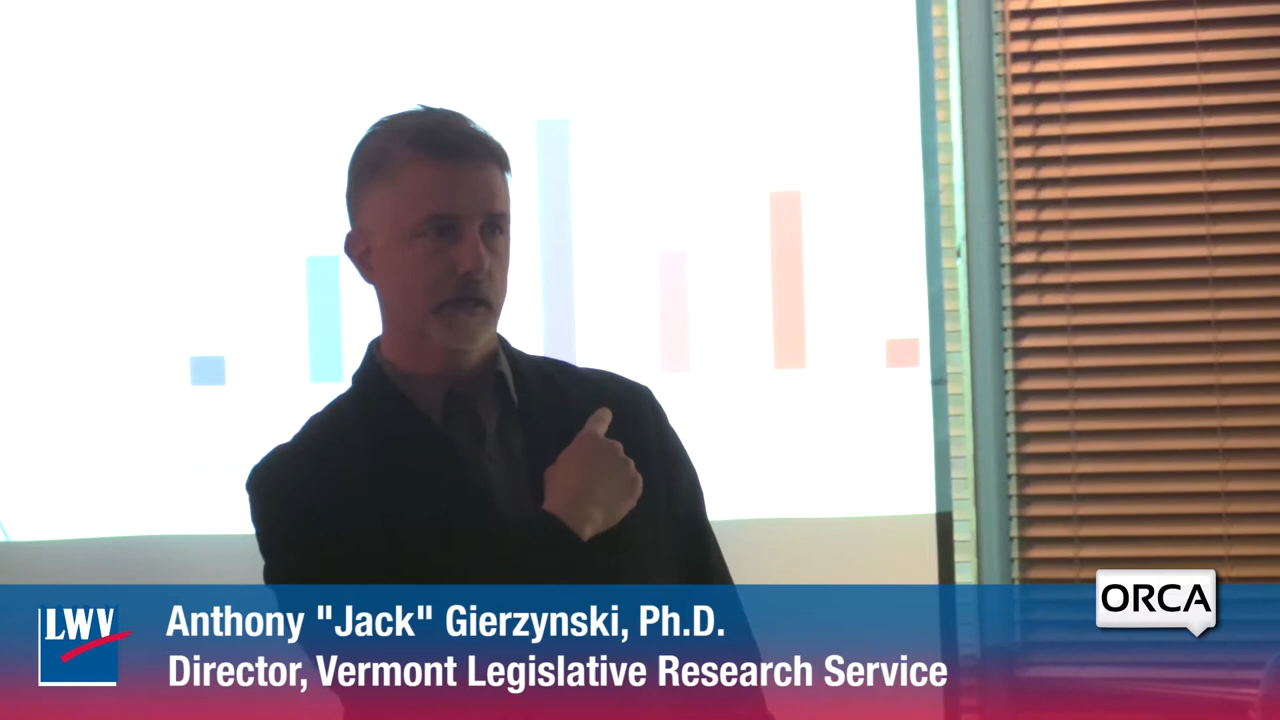 LWV
Anthony "Jack" Gierzynski, Ph.D.
Director, Vermont Legislative Research Service
ORCA